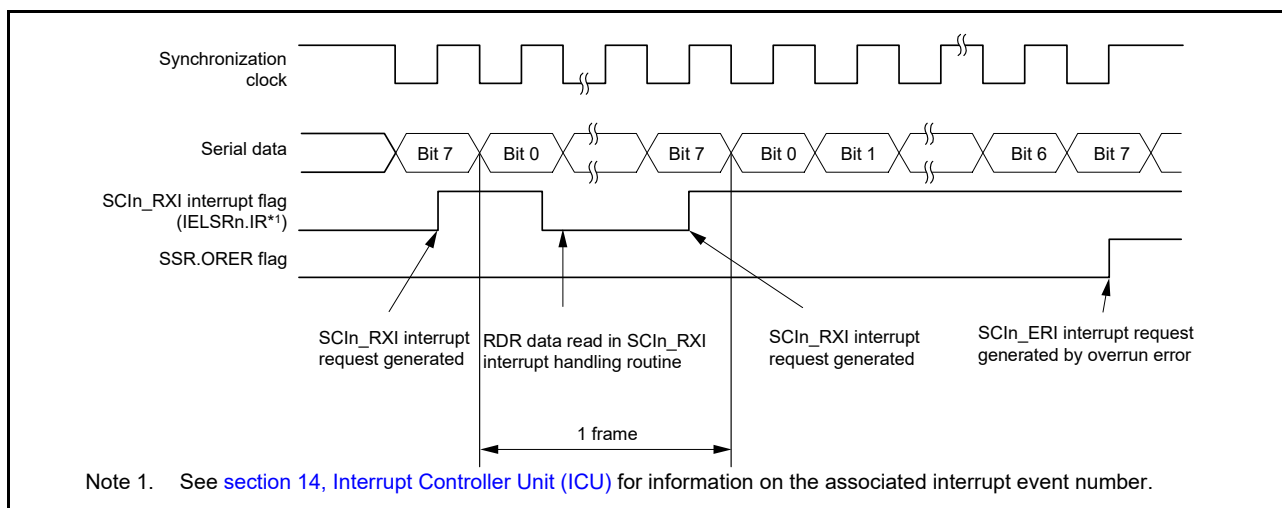 Synchronization
clock
Serial data
Bit 7
Bit 0
Bit 7
Bit 0
Bit 1
Bit 6
Bit 7
SCIn_RXI interrupt flag
(IELSRn.IR*1)
SSR.ORER flag
SCIn_RXI interrupt
request generated
RDR data read in SCIn_RXI
interrupt handling routine
SCIn_RXI interrupt
request generated
SCIn_ERI interrupt request
generated by overrun error
1 frame
Note 1. See section 14, Interrupt Controller Unit (ICU) for information on the associated interrupt event number.